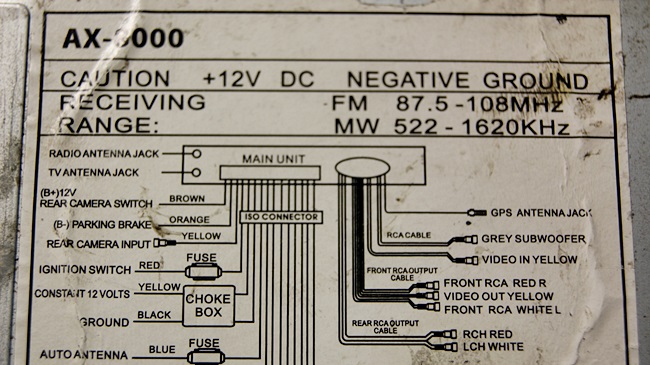 AX-3000
CAUTION +12V DC NEGATIVE GROUND
RECEIVING FM 87.5-108MHz
RANGE: MW 522-1620KHz
RADIO ANTENNA JACK
TV ANTENNA JACK
MAIN UNIT
(B+)12V
REAR CAMERA SWITCH BROWN
(B-) PARKING BRAKE ORANGE
REAR CAMERA INPUT YELLOW
ISO CONNECTOR
IGNITION SWITCH RED FUSE
CONSTANT 12 VOLTS YELLOW
CHOKE
BOX
GROUND BLACK
AUTO ANTENNA BLUE FUSE
GPS ANTENNA JACK
RCA CABLE
GREY SUBWOOFER
VIDEO IN YELLOW
FRONT RCA OUTPUT
CABLE
FRONT RCA RED R
VIDEO OUT YELLOW
FRONT RCA WHITE L
REAR RCA OUTPUT
CABLE
RCH RED
LCH WHITE